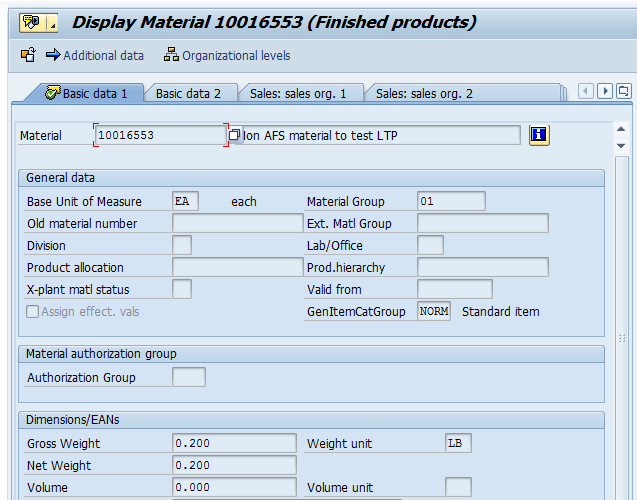 Display Material 10016553 (Finished products)
Additional data Organizational levels
Basic data 1 Basic data 2 Sales: sales org. 1 Sales: sales org. 2
Material 10016553 Ion AFS material to test LTP
General data
Base Unit of Measure EA each Material Group 01
Old material number Ext. Matl Group
Division Lab/Office
Product allocation Prod.hierarchy
X-plant matl status Valid from
Assign effect. vals GenItemCatGroup NORM Standard item
Material authorization group
Authorization Group
Dimensions/EANs
Gross Weight 0.200 Weight unit LB
Net Weight 0.200
Volume 0.000 Volume unit